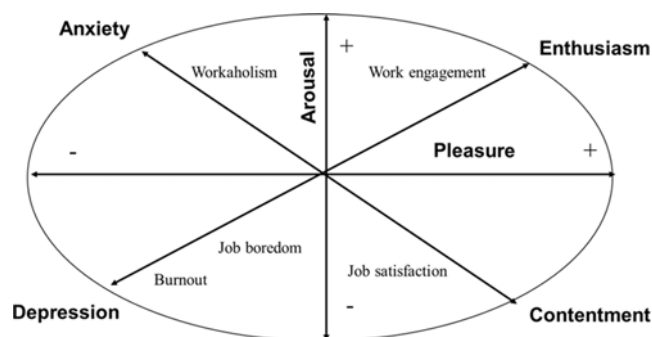 Anxiety
+
Enthusiasm
Workaholism
Arousal
Work engagement
-
Pleasure
+
Job boredom
Job satisfaction
Burnout
-
Depression
Contentment